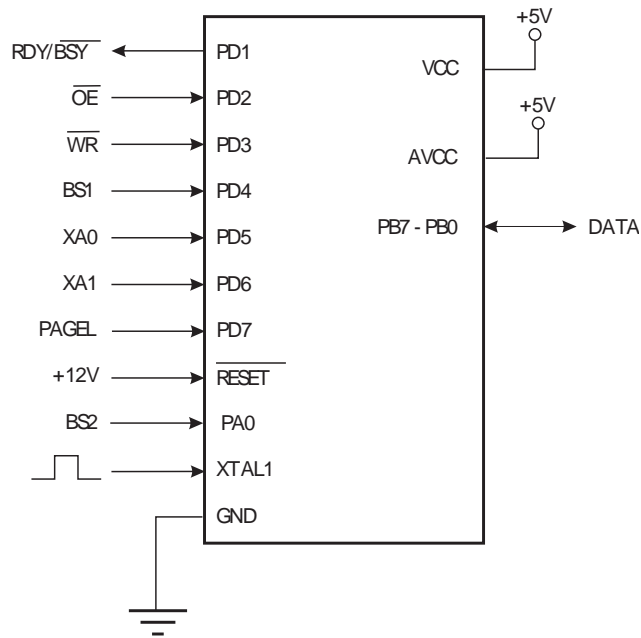 +5V
RDY/BSY PD1
VCC
OE PD2
+5V
WR PD3
AVCC
BS1 PD4
PB7 - PB0 DATA
XA0 PD5
XA1 PD6
PAGEL PD7
+12V RESET
BS2 PA0
XTAL1
GND